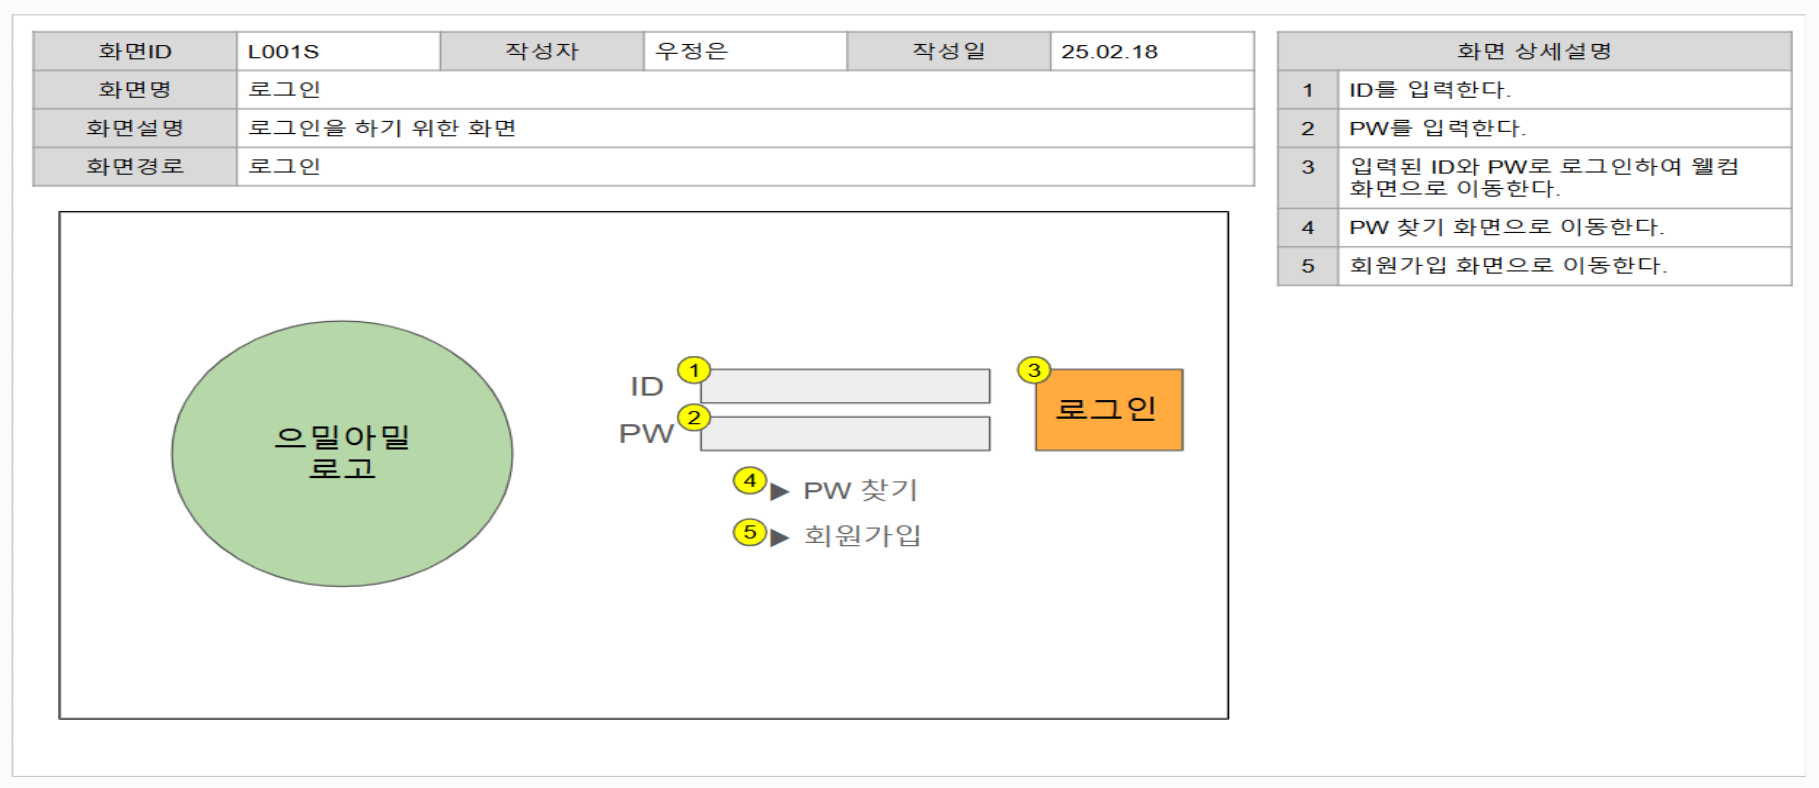 화면ID L001S 작성자 우정은 작성일 25.02.18
화면명 로그인
화면설명 로그인을 하기 위한 화면
화면경로 로그인
화면 상세설명
1 ID를 입력한다.
2 PW를 입력한다.
3 입력된 ID와 PW로 로그인하여 웰컴
화면으로 이동한다.
4 PW 찾기 화면으로 이동한다.
5 회원가입 화면으로 이동한다.
으밀아밀
로고
ID 1
PW 2
3 로그인
4 ▶ PW 찾기
5 ▶ 회원가입